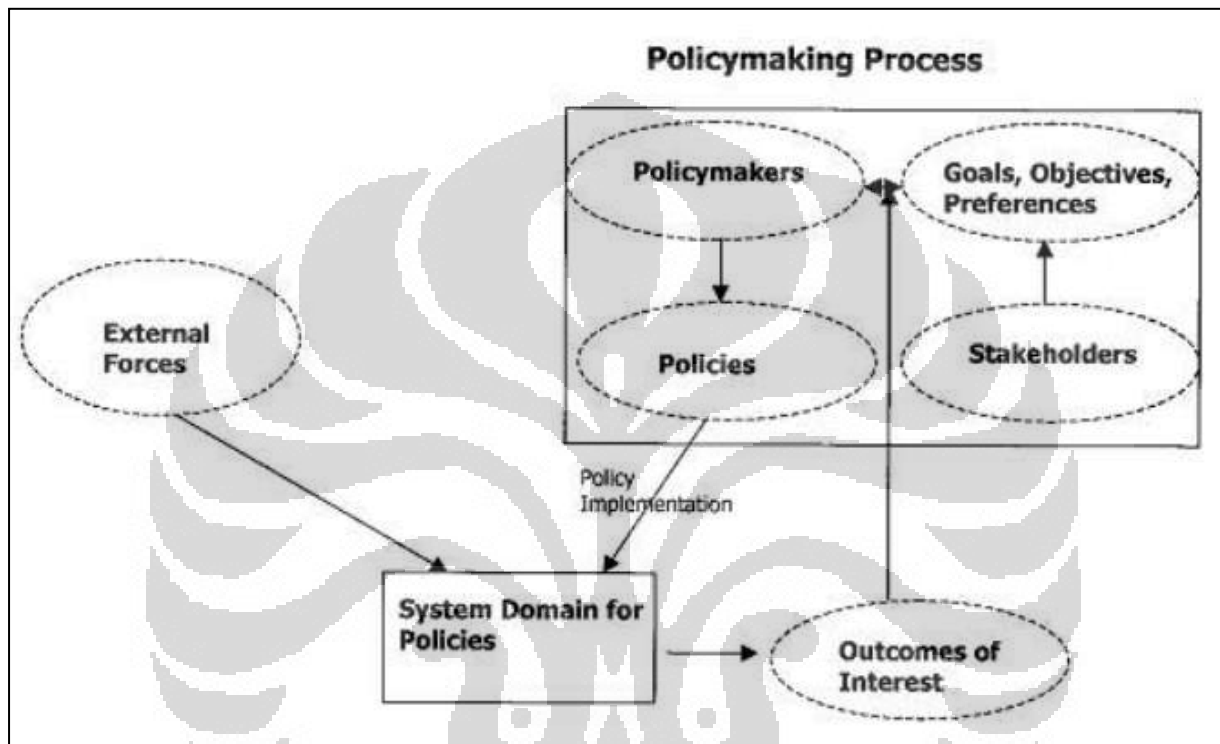 Policymaking Process
Policymakers
Goals, Objectives,
Preferences
Policies
Stakeholders
External
Forces
Policy
Implementation
System Domain for
Policies
Outcomes of
Interest